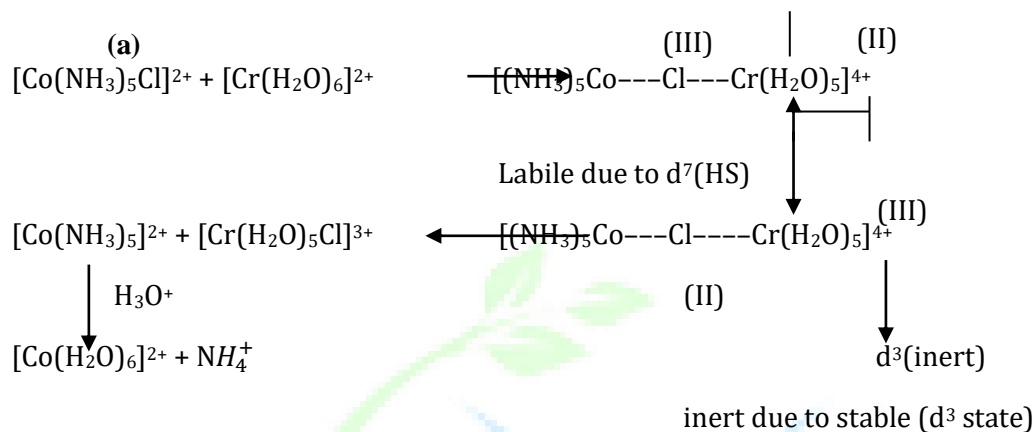 (a)
(III) (II)
[Co(NH₃)₅Cl]²⁺ + [Cr(H₂O)₆]²⁺ [(NH₃)₅Co---Cl---Cr(H₂O)₅]⁴⁺
Labile due to d⁷(HS)
(III)
[Co(NH₃)₅]²⁺ + [Cr(H₂O)₅Cl]³⁺ [(NH₃)₅Co---Cl----Cr(H₂O)₅]⁴⁺
H₃O⁺ (II)
[Co(H₂O)₆]²⁺ + NH₄⁺ d³(inert)
inert due to stable (d³ state)